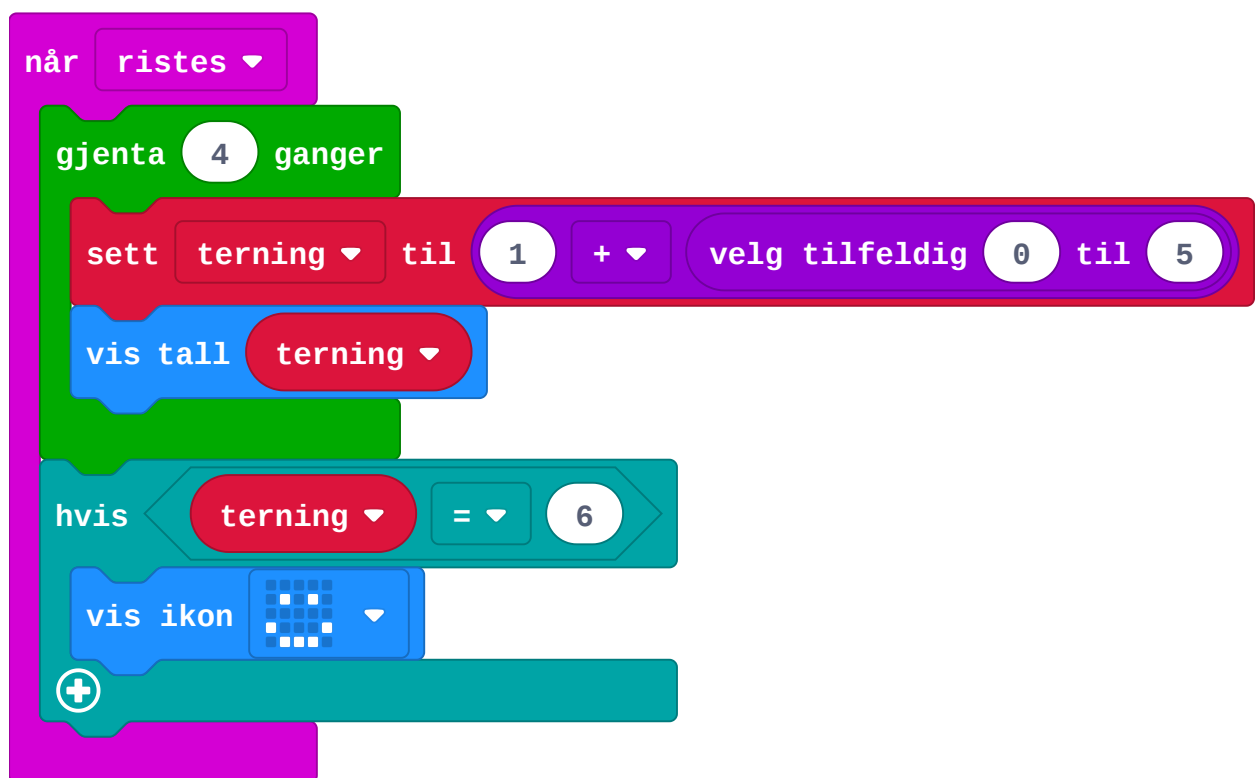 når ristes
gjenta 4 ganger
sett terning til 1 + velg tilfeldig 0 til 5
vis tall terning
hvis terning = 6
vis ikon